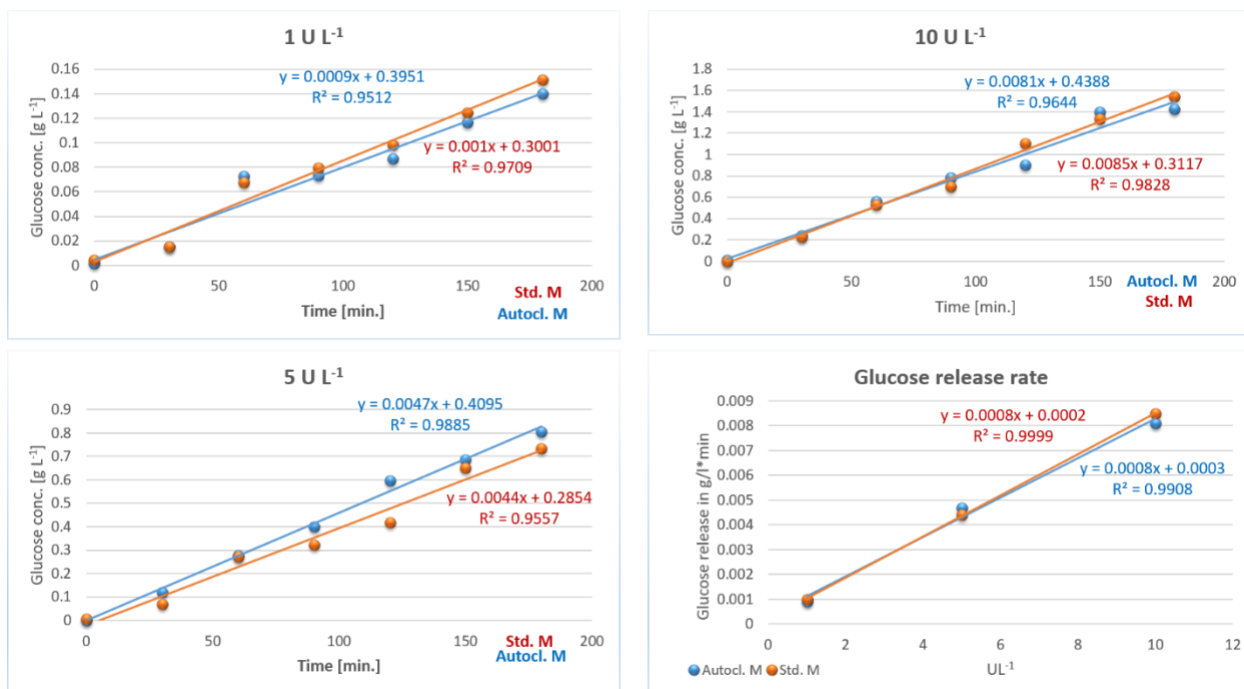 1 U L⁻¹
Glucose conc. [g L⁻¹]
0.16
0.14
0.12
0.1
0.08
0.06
0.04
0.02
0
y = 0.0009x + 0.3951
R² = 0.9512
y = 0.001x + 0.3001
R² = 0.9709
0 50 100 150 200
Time [min.]
Std. M
Autocl. M
10 U L⁻¹
Glucose conc. [g L⁻¹]
1.8
1.6
1.4
1.2
1
0.8
0.6
0.4
0.2
0
y = 0.0081x + 0.4388
R² = 0.9644
y = 0.0085x + 0.3117
R² = 0.9828
0 50 100 150 200
Time [min.]
Autocl. M
Std. M
5 U L⁻¹
Glucose conc. [g L⁻¹]
0.9
0.8
0.7
0.6
0.5
0.4
0.3
0.2
0.1
0
y = 0.0047x + 0.4095
R² = 0.9885
y = 0.0044x + 0.2854
R² = 0.9557
0 50 100 150 200
Time [min.]
Std. M
Autocl. M
Glucose release rate
Glucose release in g/l*min
0.009
0.008
0.007
0.006
0.005
0.004
0.003
0.002
0.001
0
y = 0.0008x + 0.0002
R² = 0.9999
y = 0.0008x + 0.0003
R² = 0.9908
0 2 4 6 8 10 12
Autocl. M Std. M
UL⁻¹